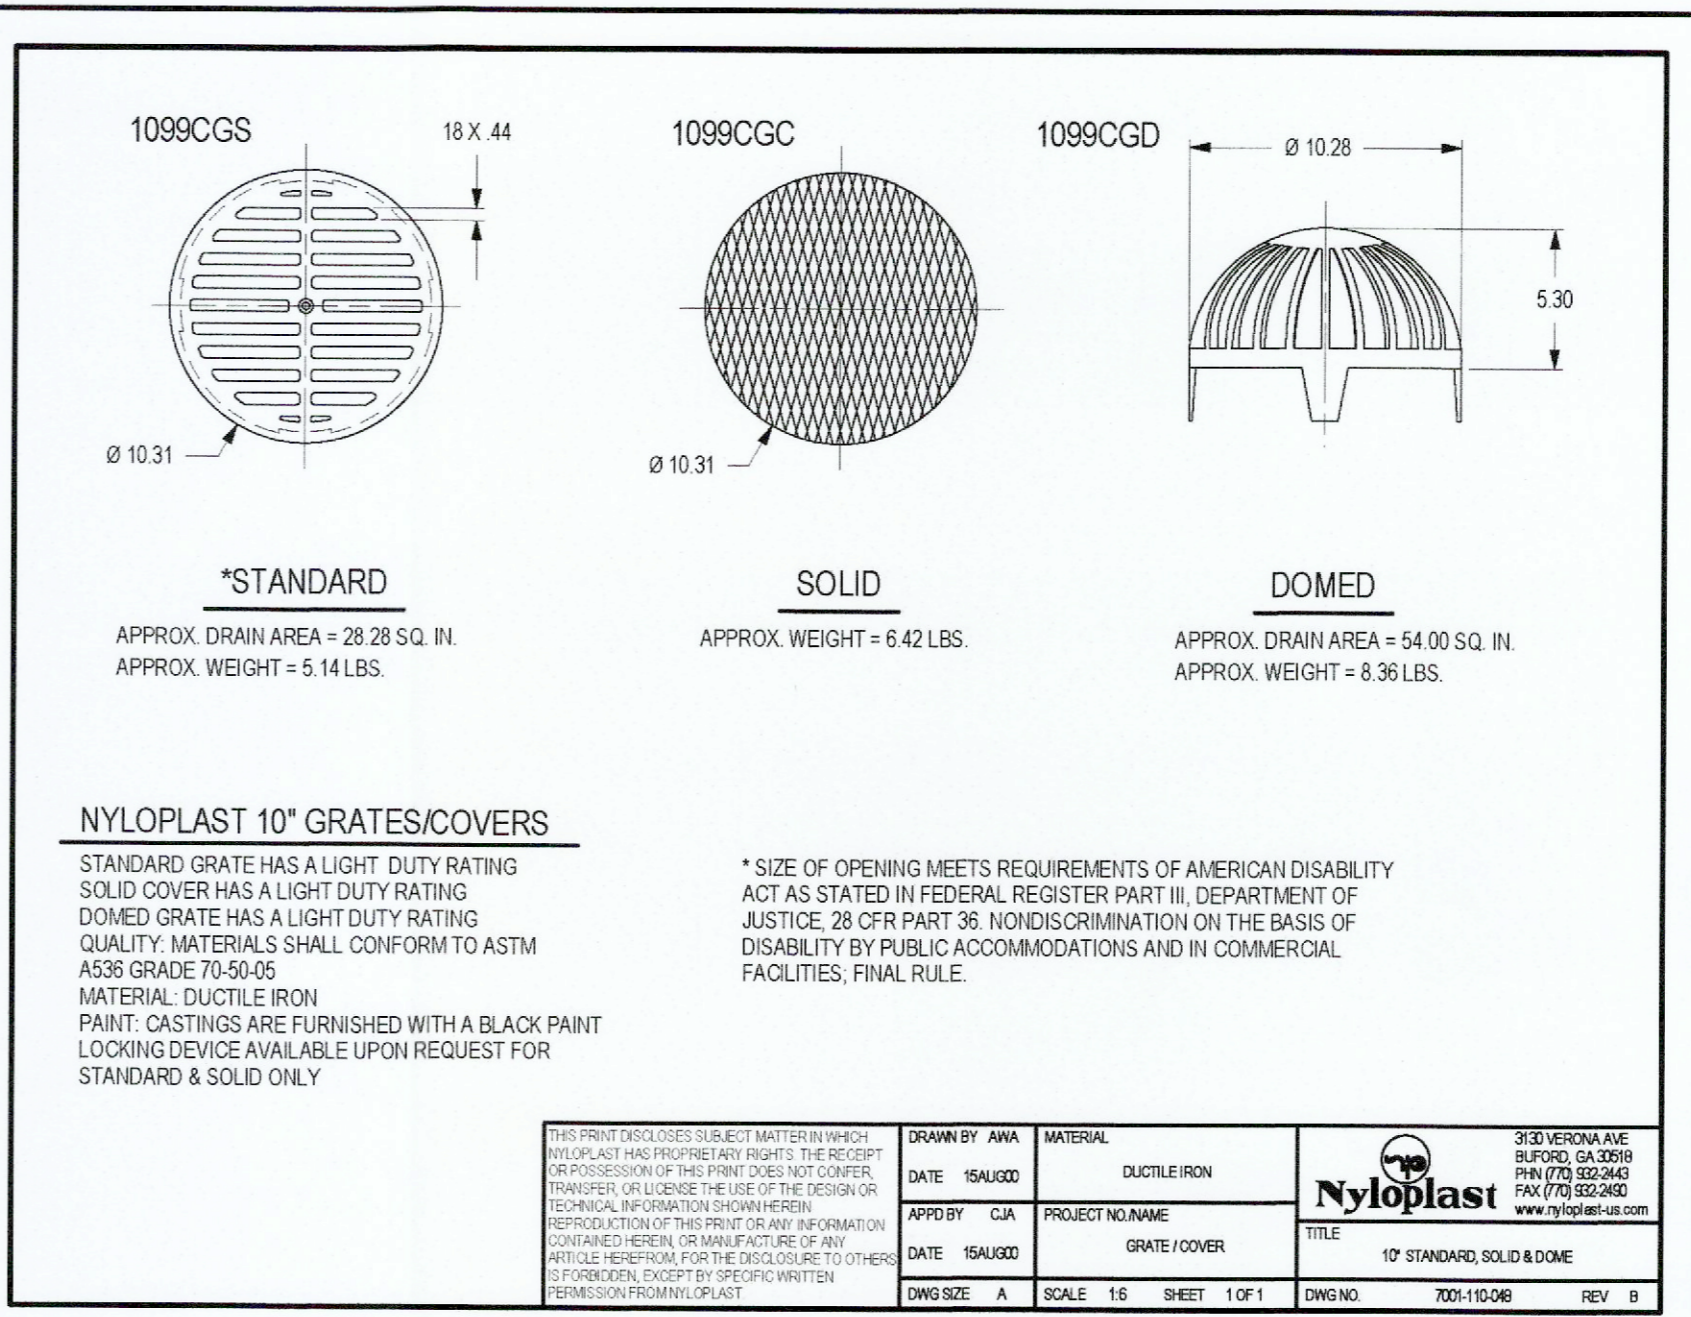 1099CGS
18 X .44
Ø 10.31
*STANDARD
APPROX. DRAIN AREA = 28.28 SQ. IN.
APPROX. WEIGHT = 5.14 LBS.
1099CGC
Ø 10.31
SOLID
APPROX. WEIGHT = 6.42 LBS.
1099CGD
Ø 10.28
5.30
DOMED
APPROX. DRAIN AREA = 54.00 SQ. IN.
APPROX. WEIGHT = 8.36 LBS.
NYLOPLAST 10" GRATES/COVERS
STANDARD GRATE HAS A LIGHT DUTY RATING
SOLID COVER HAS A LIGHT DUTY RATING
DOMED GRATE HAS A LIGHT DUTY RATING
QUALITY: MATERIALS SHALL CONFORM TO ASTM
A536 GRADE 70-50-05
MATERIAL: DUCTILE IRON
PAINT: CASTINGS ARE FURNISHED WITH A BLACK PAINT
LOCKING DEVICE AVAILABLE UPON REQUEST FOR
STANDARD & SOLID ONLY
* SIZE OF OPENING MEETS REQUIREMENTS OF AMERICAN DISABILITY
ACT AS STATED IN FEDERAL REGISTER PART III, DEPARTMENT OF
JUSTICE, 28 CFR PART 36. NONDISCRIMINATION ON THE BASIS OF
DISABILITY BY PUBLIC ACCOMMODATIONS AND IN COMMERCIAL
FACILITIES; FINAL RULE.
THIS PRINT DISCLOSES SUBJECT MATTER IN WHICH
NYLOPLAST HAS PROPRIETARY RIGHTS. THE RECEIPT
OR POSSESSION OF THIS PRINT DOES NOT CONFER,
TRANSFER, OR LICENSE THE USE OF THE DESIGN OR
TECHNICAL INFORMATION SHOWN HEREIN
REPRODUCTION OF THIS PRINT OR ANY INFORMATION
CONTAINED HEREIN, OR MANUFACTURE OF ANY
ARTICLE HEREFROM, FOR THE DISCLOSURE TO OTHERS
IS FORBIDDEN, EXCEPT BY SPECIFIC WRITTEN
PERMISSION FROM NYLOPLAST.
DRAWN BY AWA
DATE 15AUG00
APPD BY CJA
DATE 15AUG00
DWG SIZE A
MATERIAL
DUCTILE IRON
PROJECT NO./NAME
GRATE / COVER
SCALE 1:6 SHEET 1 OF 1
Nyloplast
3130 VERONA AVE
BUFORD, GA 30518
PHN (770) 932-2443
FAX (770) 932-2490
www.nyloplast-us.com
TITLE
10" STANDARD, SOLID & DOME
DWG NO. 7001-110-048 REV B